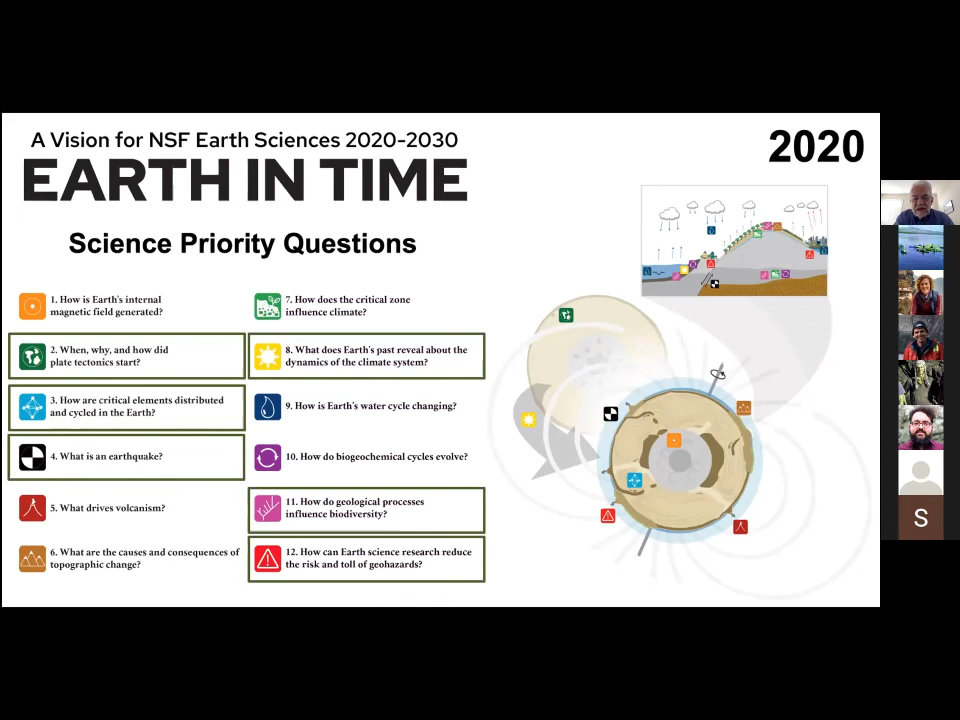 A Vision for NSF Earth Sciences 2020-2030
EARTH IN TIME
2020
Science Priority Questions
1. How is Earth's internal
magnetic field generated?
2. When, why, and how did
plate tectonics start?
3. How are critical elements distributed
and cycled in the Earth?
4. What is an earthquake?
5. What drives volcanism?
6. What are the causes and consequences of
topographic change?
7. How does the critical zone
influence climate?
8. What does Earth's past reveal about the
dynamics of the climate system?
9. How is Earth's water cycle changing?
10. How do biogeochemical cycles evolve?
11. How do geological processes
influence biodiversity?
12. How can Earth science research reduce
the risk and toll of geohazards?
S